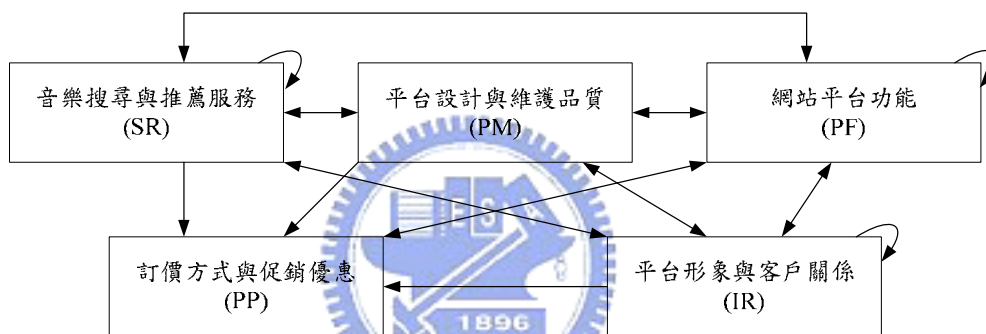 音樂搜尋與推薦服務
(SR)
平台設計與維護品質
(PM)
網站平台功能
(PF)
訂價方式與促銷優惠
(PP)
平台形象與客戶關係
(IR)
1896